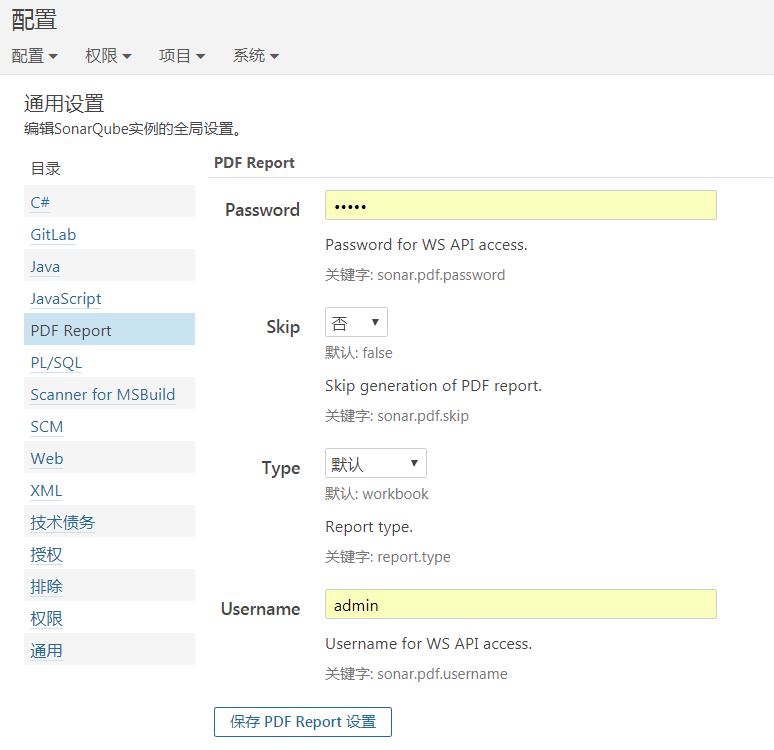 配置
配置 权限 项目 系统
通用设置
编辑SonarQube实例的全局设置。
目录
C#
GitLab
Java
JavaScript
PDF Report
PL/SQL
Scanner for MSBuild
SCM
Web
XML
技术债务
授权
排除
权限
通用
PDF Report
Password •••••
Password for WS API access.
关键字: sonar.pdf.password
Skip 否
默认: false
Skip generation of PDF report.
关键字: sonar.pdf.skip
Type 默认
默认: workbook
Report type.
关键字: report.type
Username admin
Username for WS API access.
关键字: sonar.pdf.username
保存 PDF Report 设置